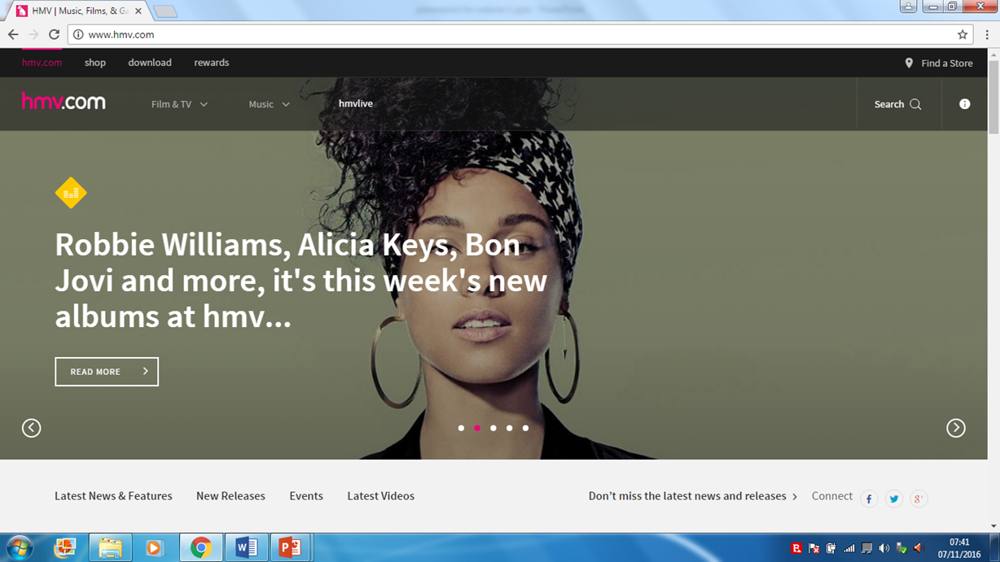 HMV | Music, Films, & Ga
www.hmv.com
hmv.com shop download rewards Find a Store
hmv.com Film & TV Music hmvlive Search
Robbie Williams, Alicia Keys, Bon
Jovi and more, it's this week's new
albums at hmv...
READ MORE
Latest News & Features New Releases Events Latest Videos Don't miss the latest news and releases Connect
07:41
07/11/2016